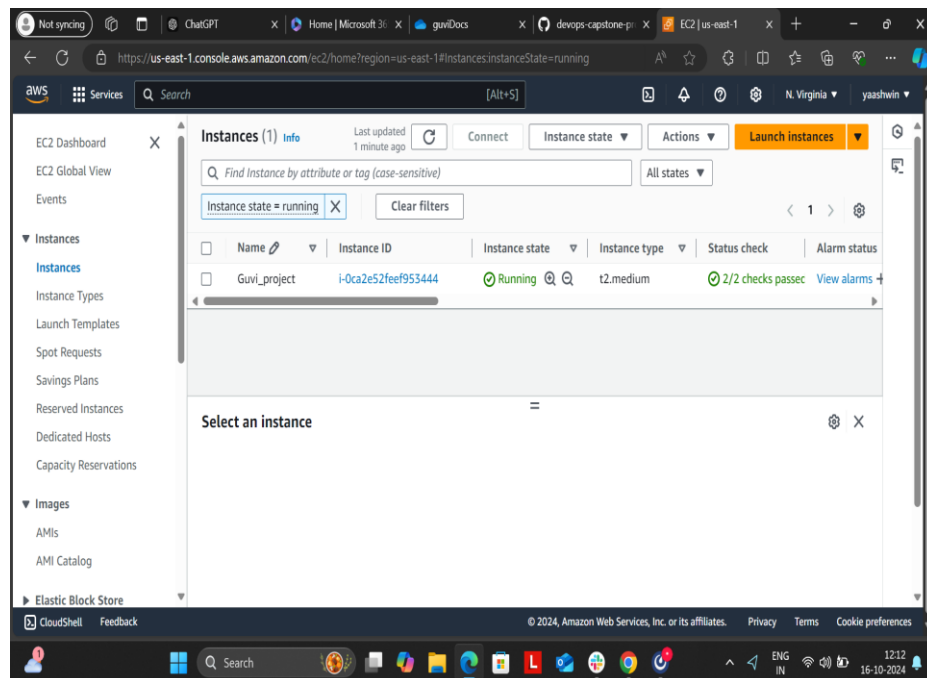 Not syncing
ChatGPT
Home | Microsoft 36
guviDocs
devops-capstone-pr
EC2 | us-east-1
https://us-east-1.console.aws.amazon.com/ec2/home?region=us-east-1#Instances:instanceState=running
aws
Services
Search
[Alt+S]
N. Virginia
yaashwin
EC2 Dashboard
EC2 Global View
Events
Instances
Instances
Instance Types
Launch Templates
Spot Requests
Savings Plans
Reserved Instances
Dedicated Hosts
Capacity Reservations
Images
AMIs
AMI Catalog
Elastic Block Store
Instances (1) Info
Last updated
1 minute ago
Connect
Instance state
Actions
Launch instances
Find Instance by attribute or tag (case-sensitive)
All states
Instance state = running
Clear filters
1
Name
Instance ID
Instance state
Instance type
Status check
Alarm status
Guvi_project
i-0ca2e52feef953444
Running
t2.medium
2/2 checks passec
View alarms +
Select an instance
CloudShell
Feedback
© 2024, Amazon Web Services, Inc. or its affiliates.
Privacy
Terms
Cookie preferences
1
Search
L
ENG
IN
12:12
16-10-2024